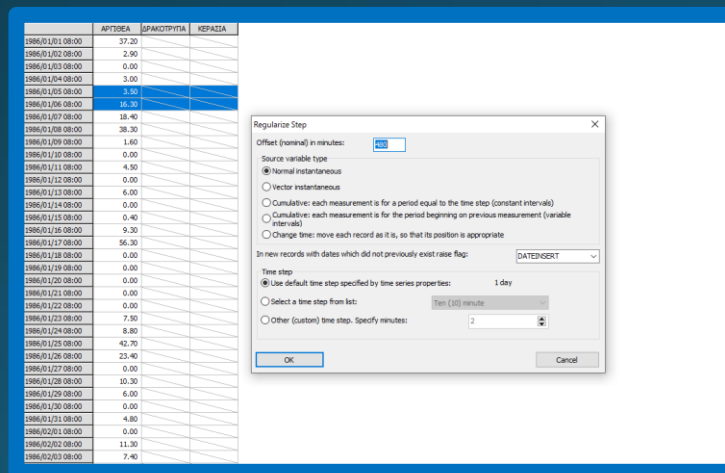 ΑΡΓΙΘΕΑ ΔΡΑΚΟΤΡΥΠΑ ΚΕΡΑΣΙΑ
1986/01/01 08:00 37.20
1986/01/02 08:00 2.90
1986/01/03 08:00 0.00
1986/01/04 08:00 3.00
1986/01/05 08:00 3.50
1986/01/06 08:00 16.30
1986/01/07 08:00 18.40
1986/01/08 08:00 38.30
1986/01/09 08:00 1.60
1986/01/10 08:00 0.00
1986/01/11 08:00 4.50
1986/01/12 08:00 0.00
1986/01/13 08:00 6.00
1986/01/14 08:00 0.00
1986/01/15 08:00 0.40
1986/01/16 08:00 9.30
1986/01/17 08:00 56.30
1986/01/18 08:00 0.00
1986/01/19 08:00 0.00
1986/01/20 08:00 0.00
1986/01/21 08:00 0.00
1986/01/22 08:00 0.00
1986/01/23 08:00 7.50
1986/01/24 08:00 8.80
1986/01/25 08:00 42.70
1986/01/26 08:00 23.40
1986/01/27 08:00 0.00
1986/01/28 08:00 10.30
1986/01/29 08:00 6.00
1986/01/30 08:00 0.00
1986/01/31 08:00 4.80
1986/02/01 08:00 0.00
1986/02/02 08:00 11.30
1986/02/03 08:00 7.40
Regularize Step
Offset (nominal) in minutes: 480
Source variable type
Normal instantaneous
Vector instantaneous
Cumulative: each measurement is for a period equal to the time step (constant intervals)
Cumulative: each measurement is for the period beginning on previous measurement (variable
intervals)
Change time: move each record as it is, so that its position is appropriate
In new records with dates which did not previously exist raise flag: DATEINSERT
Time step
Use default time step specified by time series properties: 1 day
Select a time step from list: Ten (10) minute
Other (custom) time step. Specify minutes: 2
OK Cancel